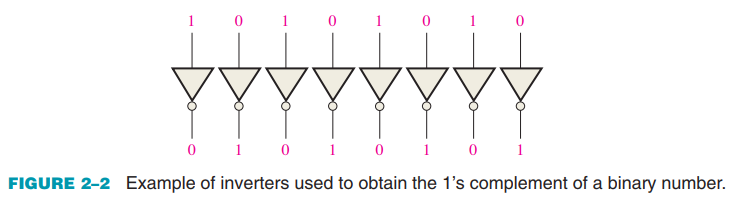 1 0 1 0 1 0 1 0
0 1 0 1 0 1 0 1
FIGURE 2–2 Example of inverters used to obtain the 1's complement of a binary number.